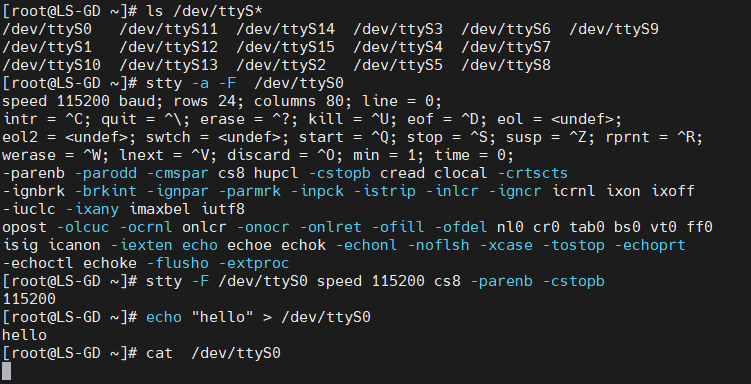 [root@LS-GD ~]# ls /dev/ttyS*
/dev/ttyS0   /dev/ttyS11  /dev/ttyS14  /dev/ttyS3  /dev/ttyS6  /dev/ttyS9
/dev/ttyS1   /dev/ttyS12  /dev/ttyS15  /dev/ttyS4  /dev/ttyS7
/dev/ttyS10  /dev/ttyS13  /dev/ttyS2   /dev/ttyS5  /dev/ttyS8
[root@LS-GD ~]# stty -a -F  /dev/ttyS0
speed 115200 baud; rows 24; columns 80; line = 0;
intr = ^C; quit = ^\; erase = ^?; kill = ^U; eof = ^D; eol = <undef>;
eol2 = <undef>; swtch = <undef>; start = ^Q; stop = ^S; susp = ^Z; rprnt = ^R;
werase = ^W; lnext = ^V; discard = ^O; min = 1; time = 0;
-parenb -parodd -cmspar cs8 hupcl -cstopb cread clocal -crtscts
-ignbrk -brkint -ignpar -parmrk -inpck -istrip -inlcr -igncr icrnl ixon ixoff
-iuclc -ixany imaxbel iutf8
opost -olcuc -ocrnl onlcr -onocr -onlret -ofill -ofdel nl0 cr0 tab0 bs0 vt0 ff0
isig icanon -iexten echo echoe echok -echonl -noflsh -xcase -tostop -echoprt
-echoctl echoke -flusho -extproc
[root@LS-GD ~]# stty -F /dev/ttyS0 speed 115200 cs8 -parenb -cstopb
115200
[root@LS-GD ~]# echo "hello" > /dev/ttyS0
hello
[root@LS-GD ~]# cat  /dev/ttyS0